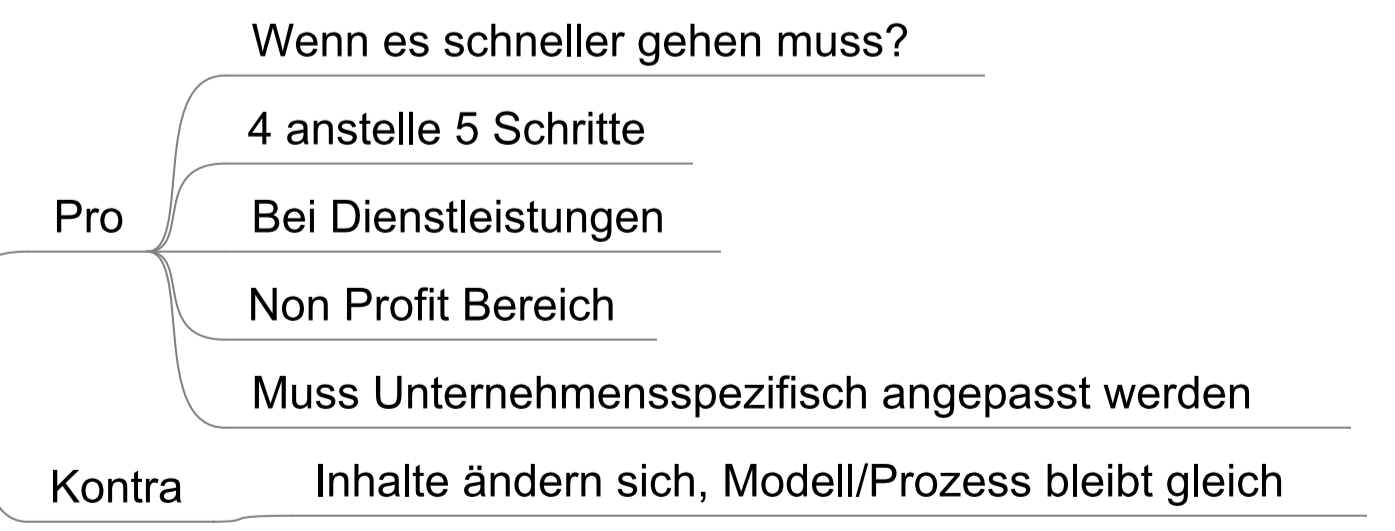 Wenn es schneller gehen muss?
4 anstelle 5 Schritte
Pro
Bei Dienstleistungen
Non Profit Bereich
Muss Unternehmensspezifisch angepasst werden
Kontra
Inhalte ändern sich, Modell/Prozess bleibt gleich